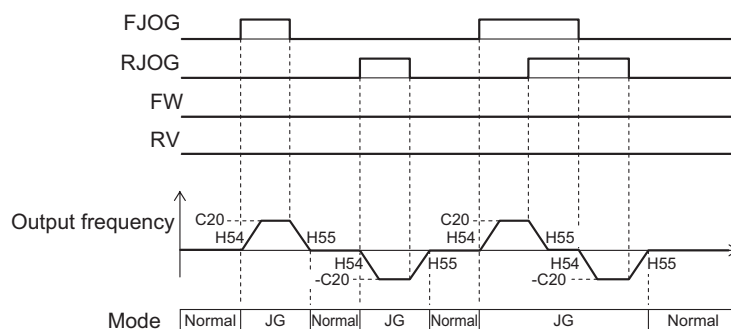 FJOG
RJOG
FW
RV
Output frequency
C20
H54
H55
H54
-C20
H55
C20
H54
H55
H54
-C20
H55
Mode
Normal JG Normal JG Normal JG Normal